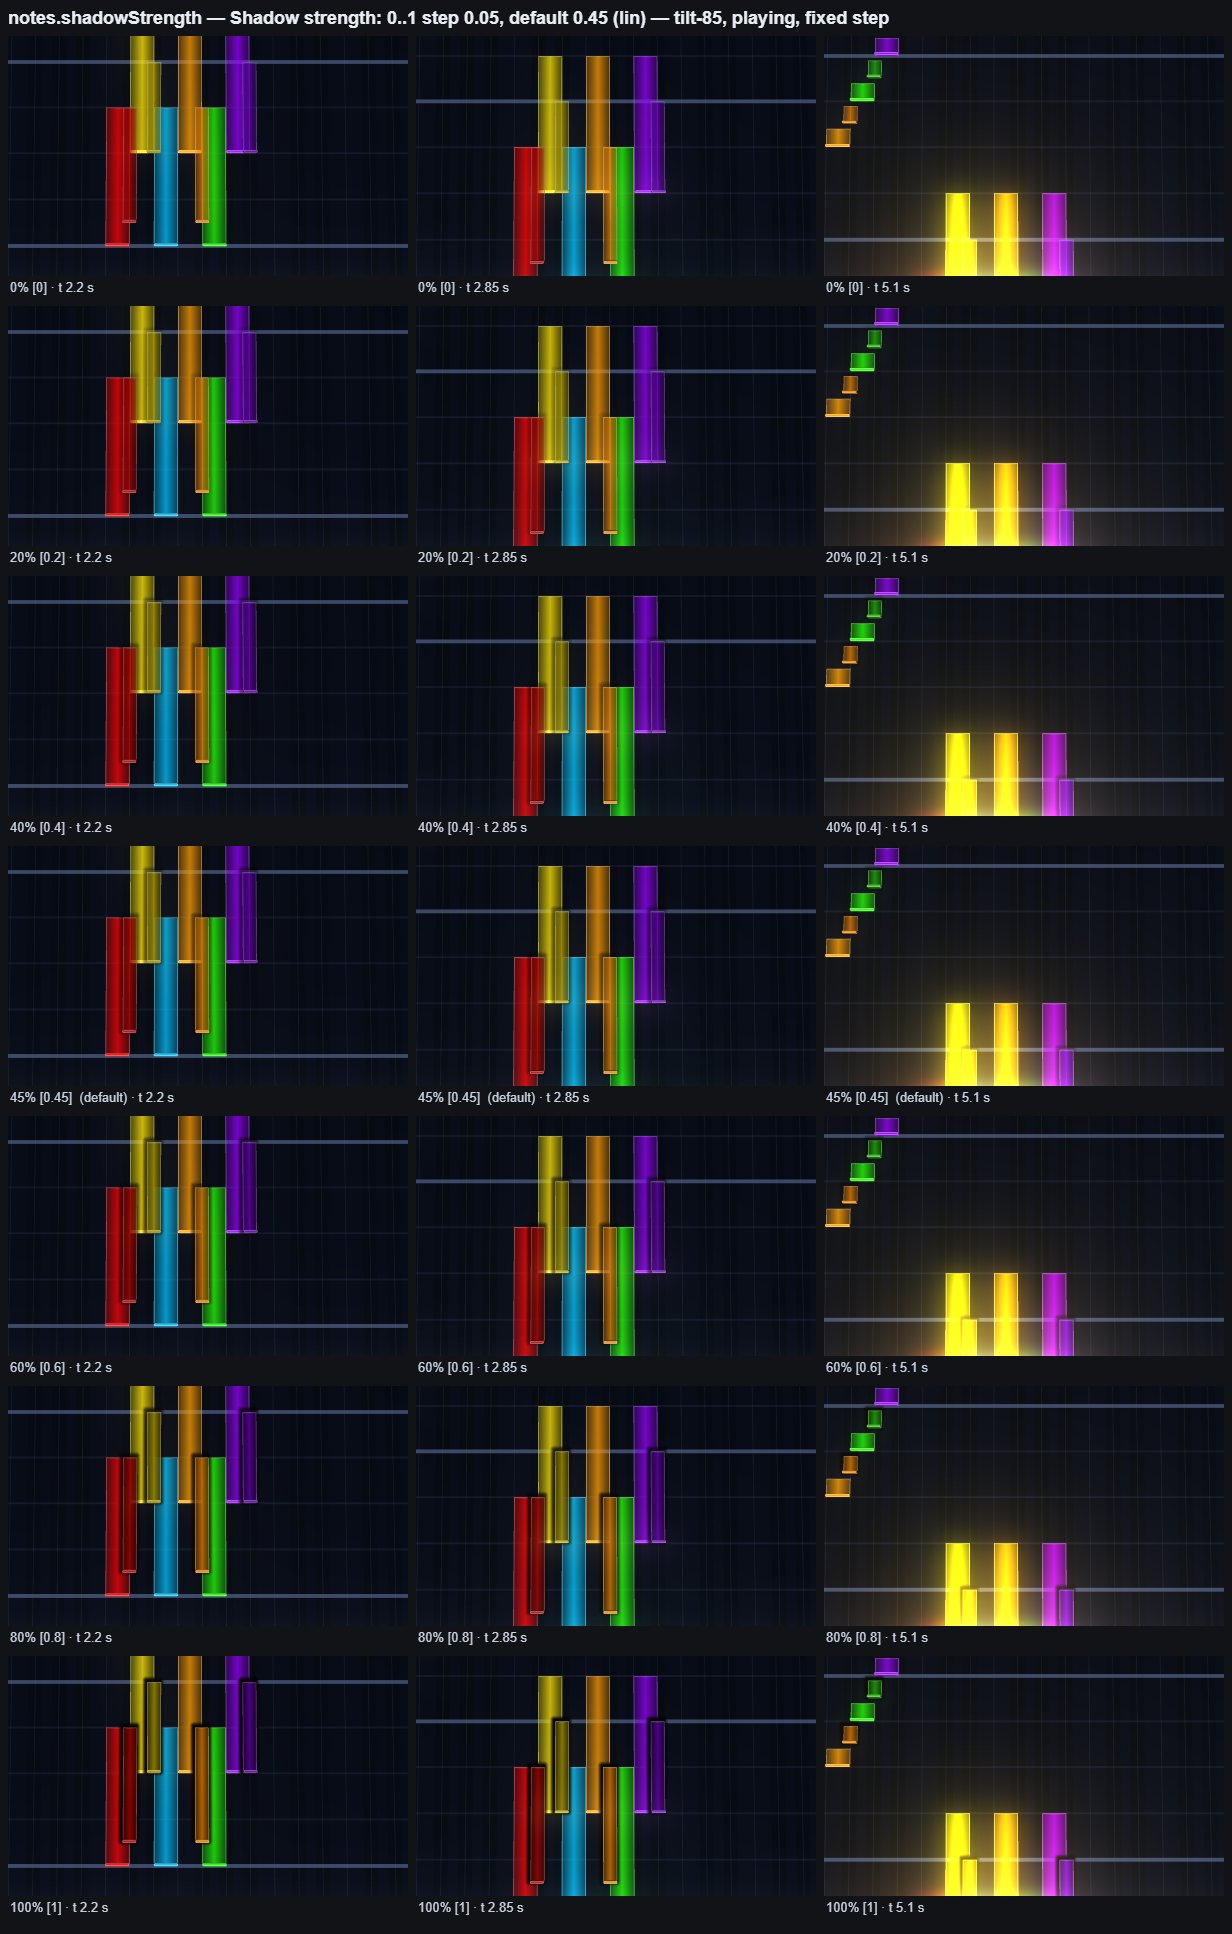 notes.shadowStrength — Shadow strength: 0..1 step 0.05, default 0.45 (lin) — tilt-85, playing, fixed step
0% [0] · t 2.2 s
0% [0] · t 2.85 s
0% [0] · t 5.1 s
20% [0.2] · t 2.2 s
20% [0.2] · t 2.85 s
20% [0.2] · t 5.1 s
40% [0.4] · t 2.2 s
40% [0.4] · t 2.85 s
40% [0.4] · t 5.1 s
45% [0.45] (default) · t 2.2 s
45% [0.45] (default) · t 2.85 s
45% [0.45] (default) · t 5.1 s
60% [0.6] · t 2.2 s
60% [0.6] · t 2.85 s
60% [0.6] · t 5.1 s
80% [0.8] · t 2.2 s
80% [0.8] · t 2.85 s
80% [0.8] · t 5.1 s
100% [1] · t 2.2 s
100% [1] · t 2.85 s
100% [1] · t 5.1 s